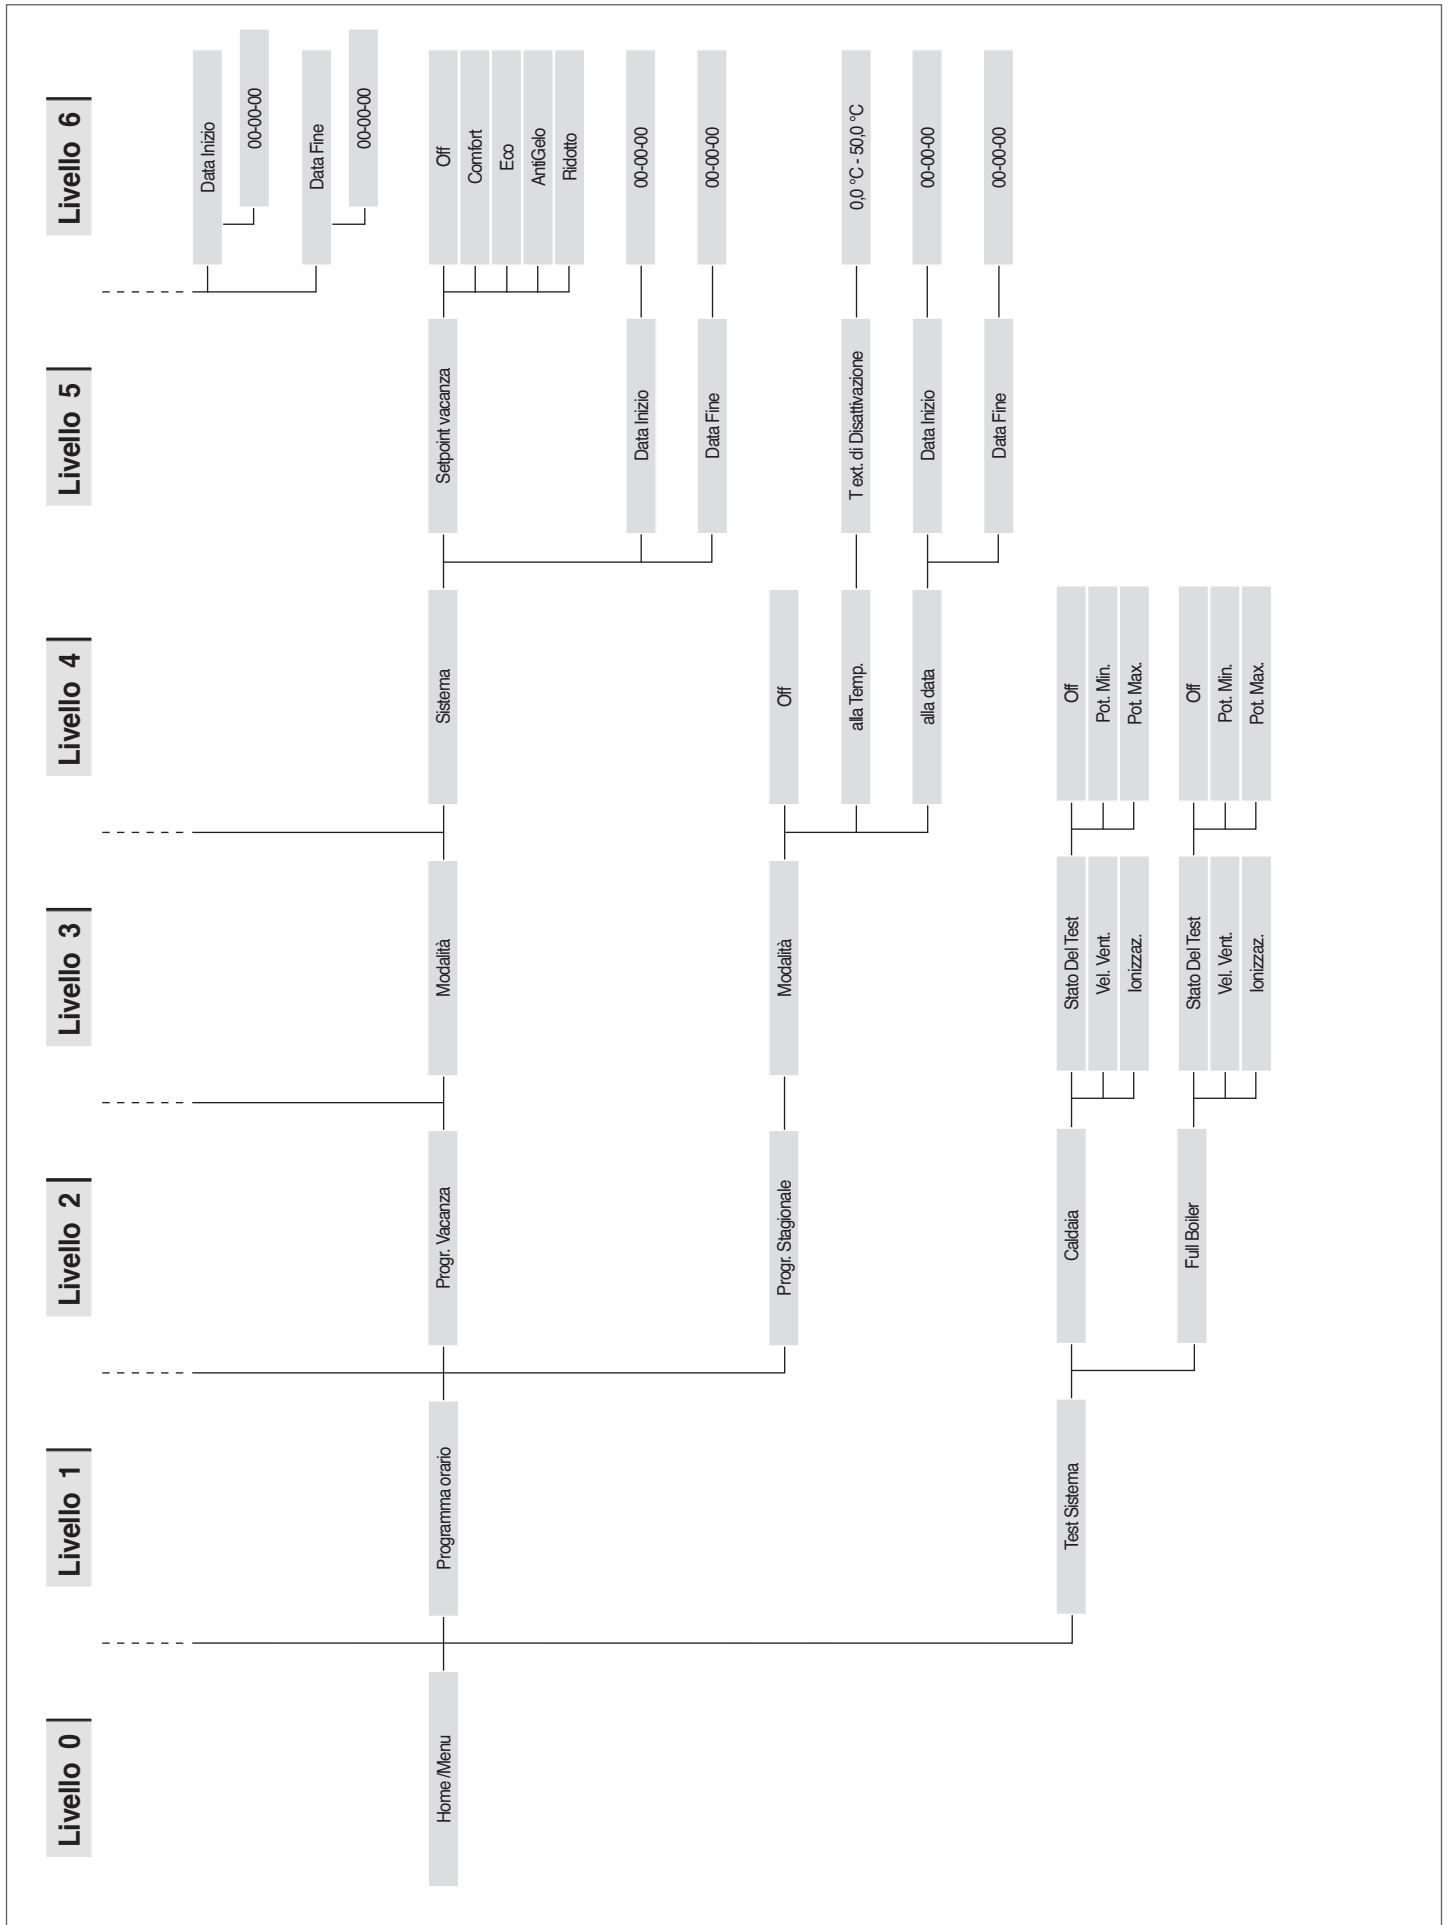 Livello 0
Livello 1
Livello 2
Livello 3
Livello 4
Livello 5
Livello 6
Data Inizio
00-00-00
Data Fine
00-00-00
Home /Menu
Programma orario
Progr. Vacanza
Modalità
Sistema
Setpoint vacanza
Off
Comfort
Eco
AntiGelo
Ridotto
Data Inizio
00-00-00
Data Fine
00-00-00
Progr. Stagionale
Modalità
Off
alla Temp.
T ext. di Disattivazione
0,0 °C - 50,0 °C
alla data
Data Inizio
00-00-00
Data Fine
00-00-00
Test Sistema
Caldaia
Stato Del Test
Off
Vel. Vent.
Pot. Min.
Ionizzaz.
Pot. Max.
Full Boiler
Stato Del Test
Off
Vel. Vent.
Pot. Min.
Ionizzaz.
Pot. Max.